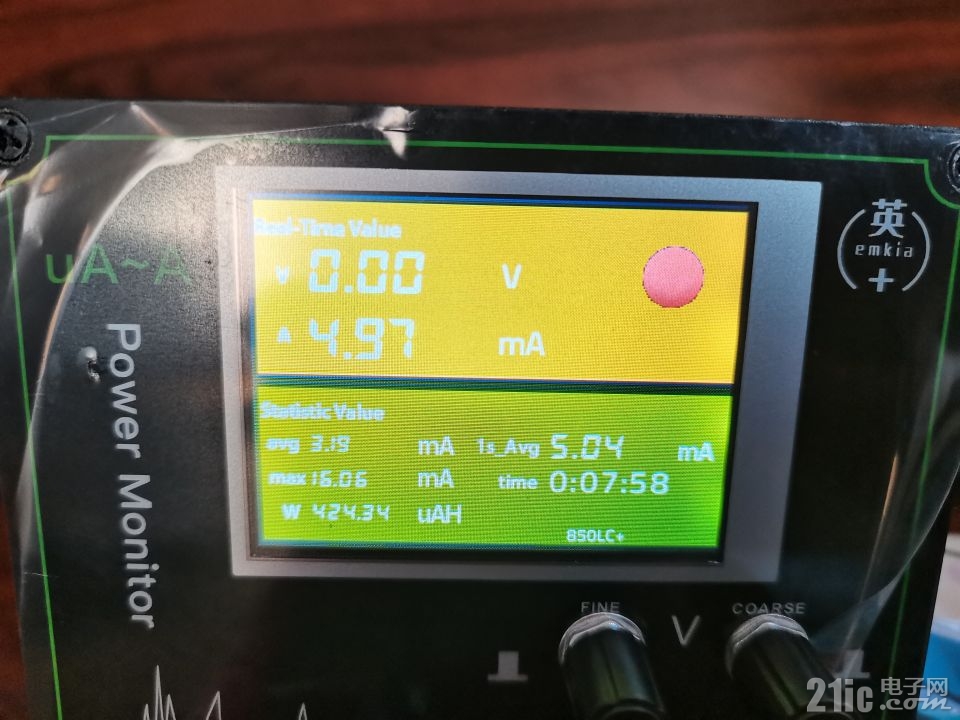 英
emkia
uA~A
Power Monitor
Real-Time Value
V 0.00 V
A 4.97 mA
Statistic Value
avg 3.19 mA 1s_Avg 5.04 mA
max 16.06 mA time 0:07:58
W 424.34 uAH
850LC+
FINE V COARSE
21ic 电子网
.com